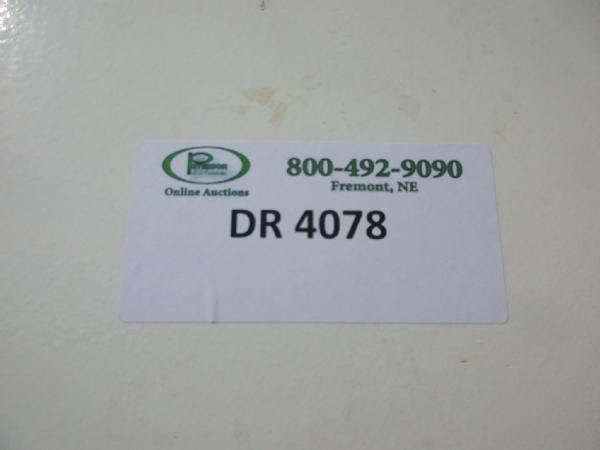 Online Auctions
800-492-9090
Fremont, NE
DR 4078